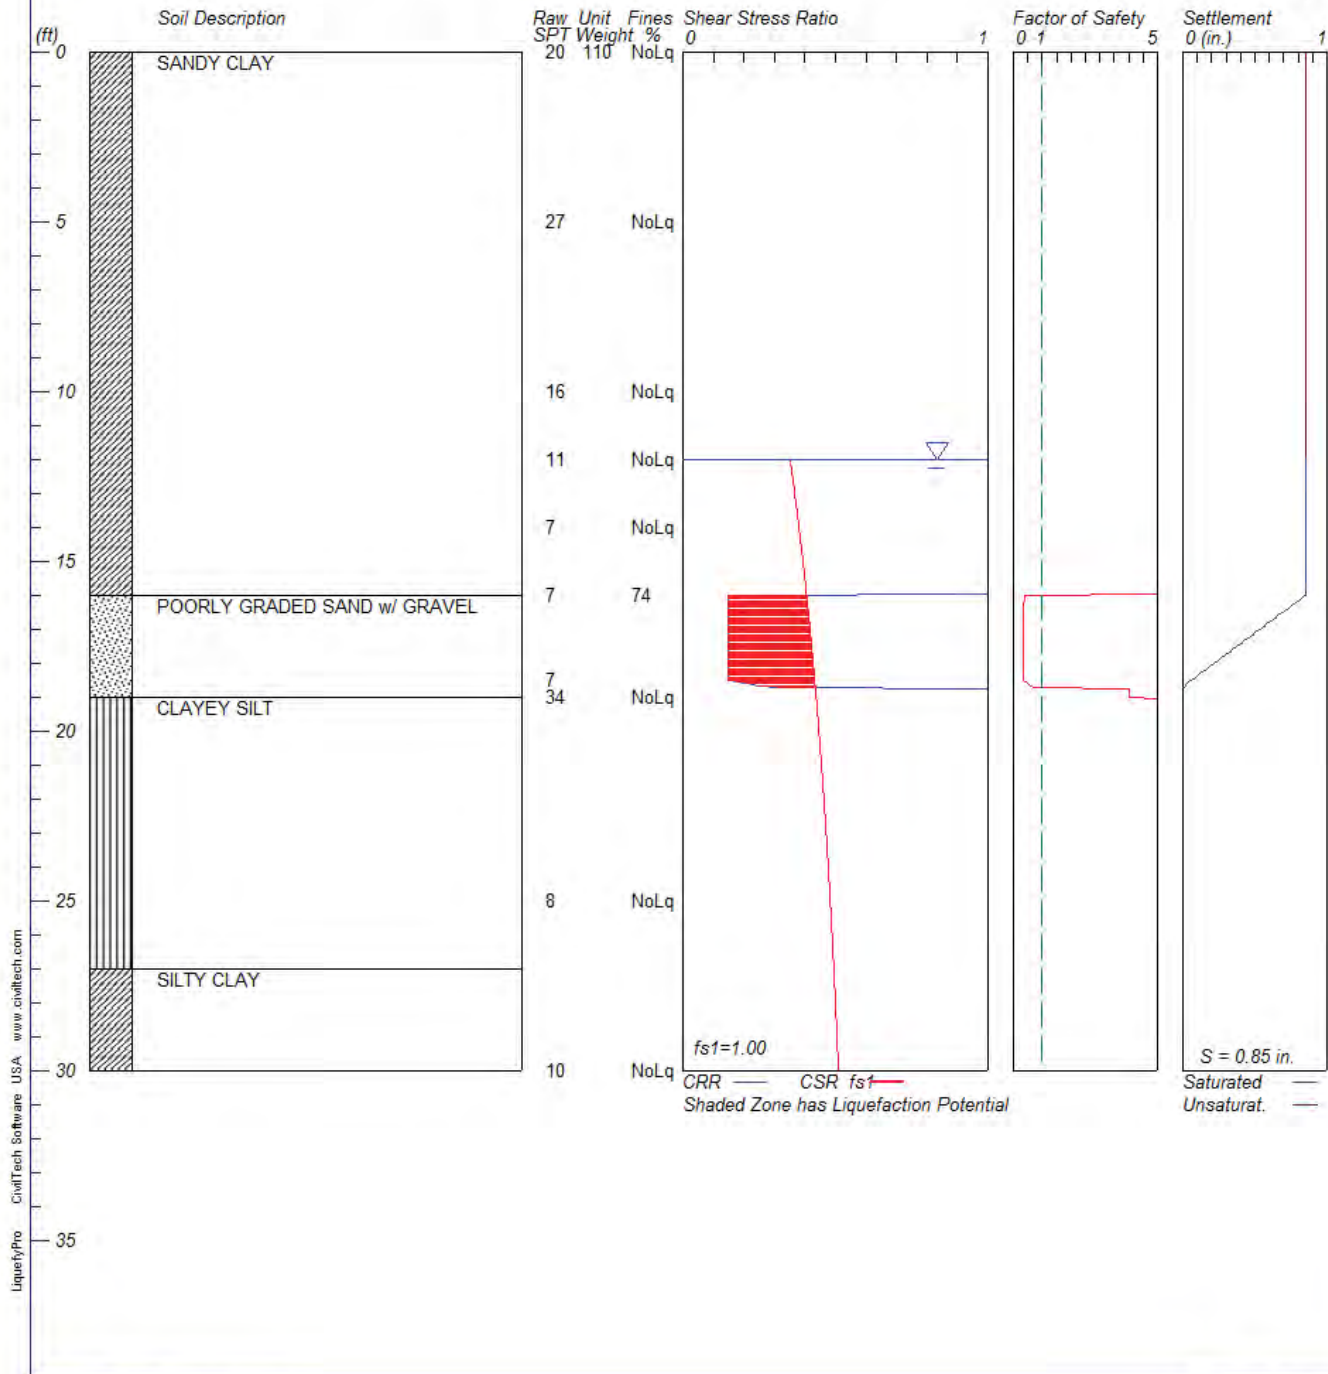 Soil Description
Raw Unit Fines Shear Stress Ratio Factor of Safety Settlement
(ft) SPT Weight % 0 1 0 1 5 0 (in.) 1
0 SANDY CLAY 20 110 NoLq
5 27 NoLq
10 16 NoLq
11 NoLq
7 NoLq
15
POORLY GRADED SAND w/ GRAVEL 7 74
7
CLAYEY SILT 34 NoLq
20
25 8 NoLq
SILTY CLAY
fs1=1.00
S = 0.85 in.
30 10 NoLq
CRR CSR fs1
Shaded Zone has Liquefaction Potential
Saturated
Unsaturat.
35
LiquefyPro CivilTech Software USA www.civiltech.com